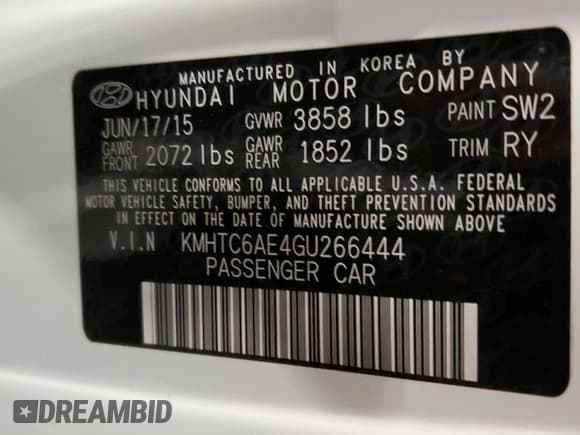 MANUFACTURED IN KOREA BY
HYUNDAI MOTOR COMPANY
JUN/17/15 GVWR 3858 lbs PAINT SW2
GAWR FRONT 2072 lbs GAWR REAR 1852 lbs TRIM RY
THIS VEHICLE CONFORMS TO ALL APPLICABLE U.S.A. FEDERAL
MOTOR VEHICLE SAFETY, BUMPER, AND THEFT PREVENTION STANDARDS
IN EFFECT ON THE DATE OF MANUFACTURE SHOWN ABOVE
V.I.N KMHTC6AE4GU266444
PASSENGER CAR
DREAMBID